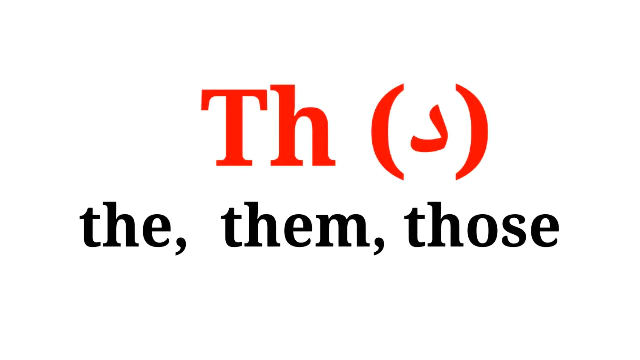 Th (د)
the, them, those